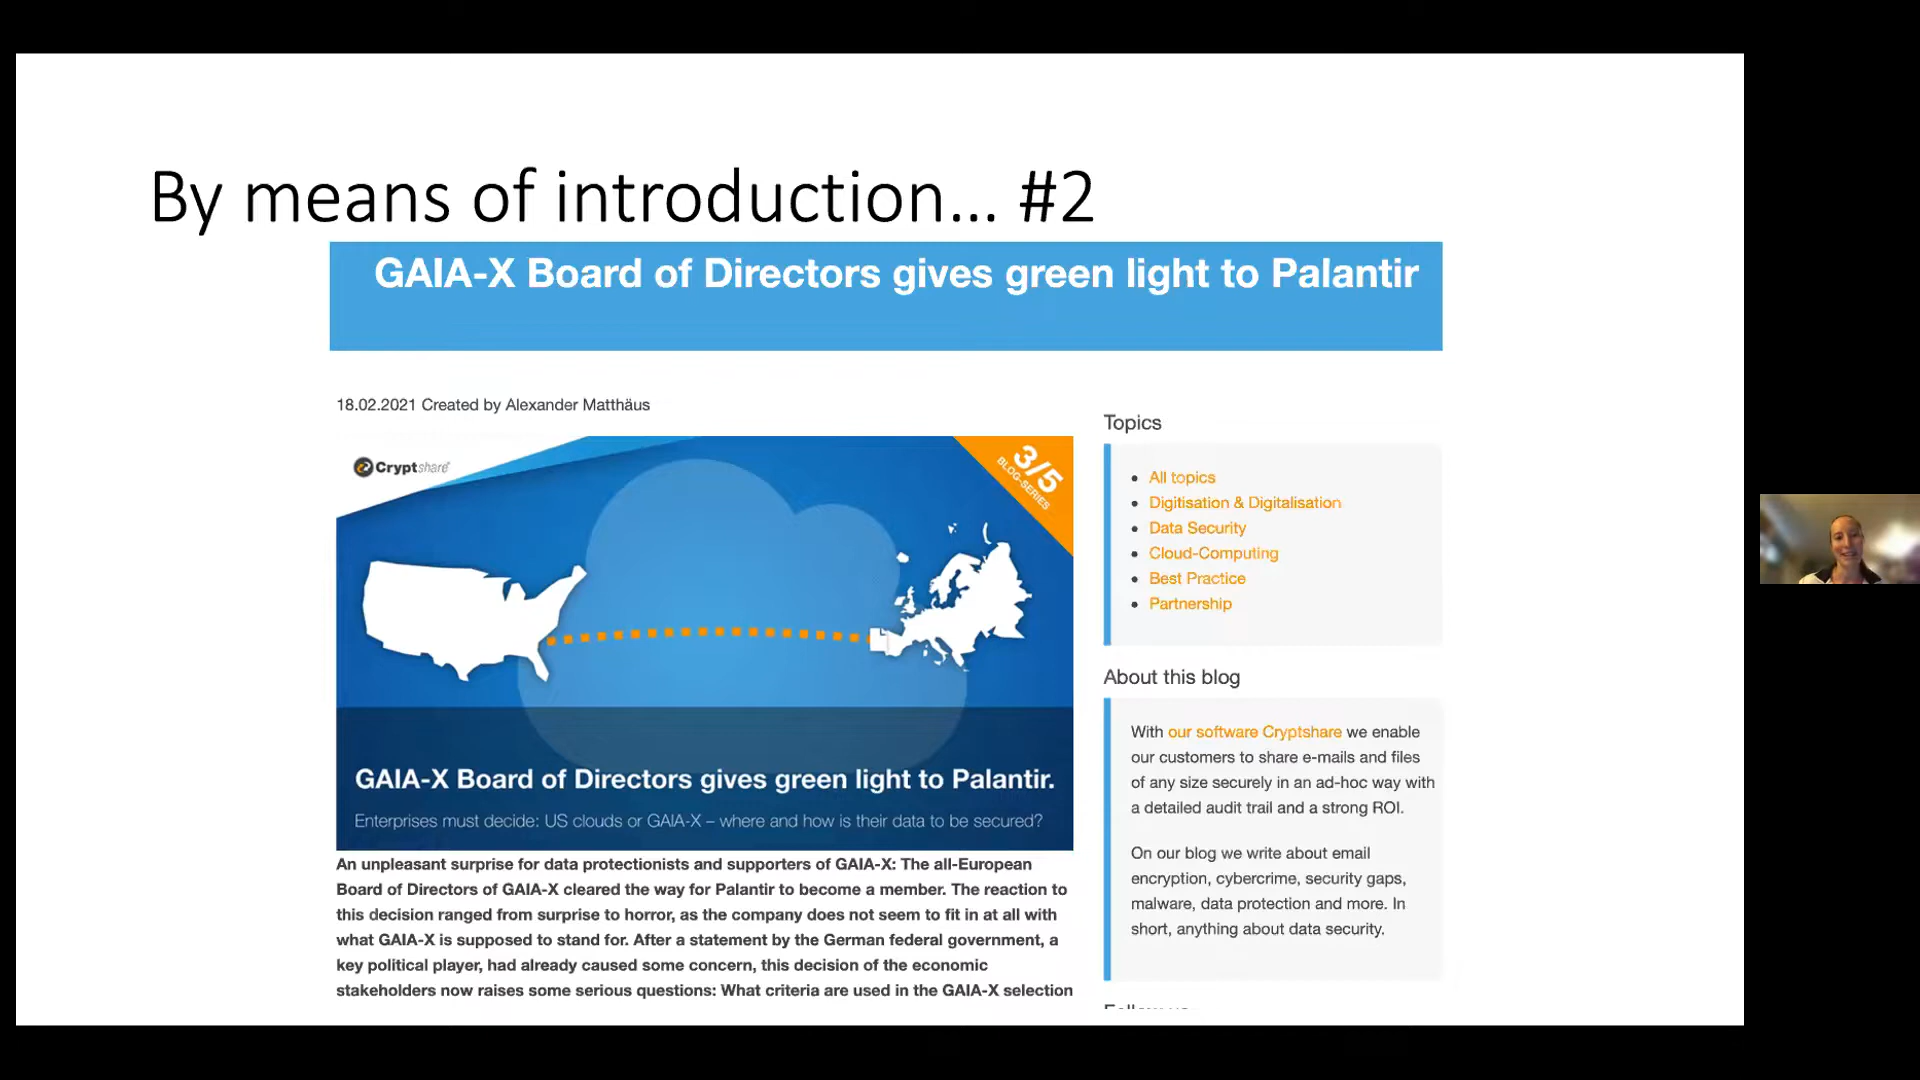 By means of introduction... #2
GAIA-X Board of Directors gives green light to Palantir
18.02.2021 Created by Alexander Matthäus
Cryptshare
3/5
BLOG-SERIES
GAIA-X Board of Directors gives green light to Palantir.
Enterprises must decide: US clouds or GAIA-X – where and how is their data to be secured?
An unpleasant surprise for data protectionists and supporters of GAIA-X: The all-European
Board of Directors of GAIA-X cleared the way for Palantir to become a member. The reaction to
this decision ranged from surprise to horror, as the company does not seem to fit in at all with
what GAIA-X is supposed to stand for. After a statement by the German federal government, a
key political player, had already caused some concern, this decision of the economic
stakeholders now raises some serious questions: What criteria are used in the GAIA-X selection
Topics
All topics
Digitisation & Digitalisation
Data Security
Cloud-Computing
Best Practice
Partnership
About this blog
With our software Cryptshare we enable
our customers to share e-mails and files
of any size securely in an ad-hoc way with
a detailed audit trail and a strong ROI.
On our blog we write about email
encryption, cybercrime, security gaps,
malware, data protection and more. In
short, anything about data security.